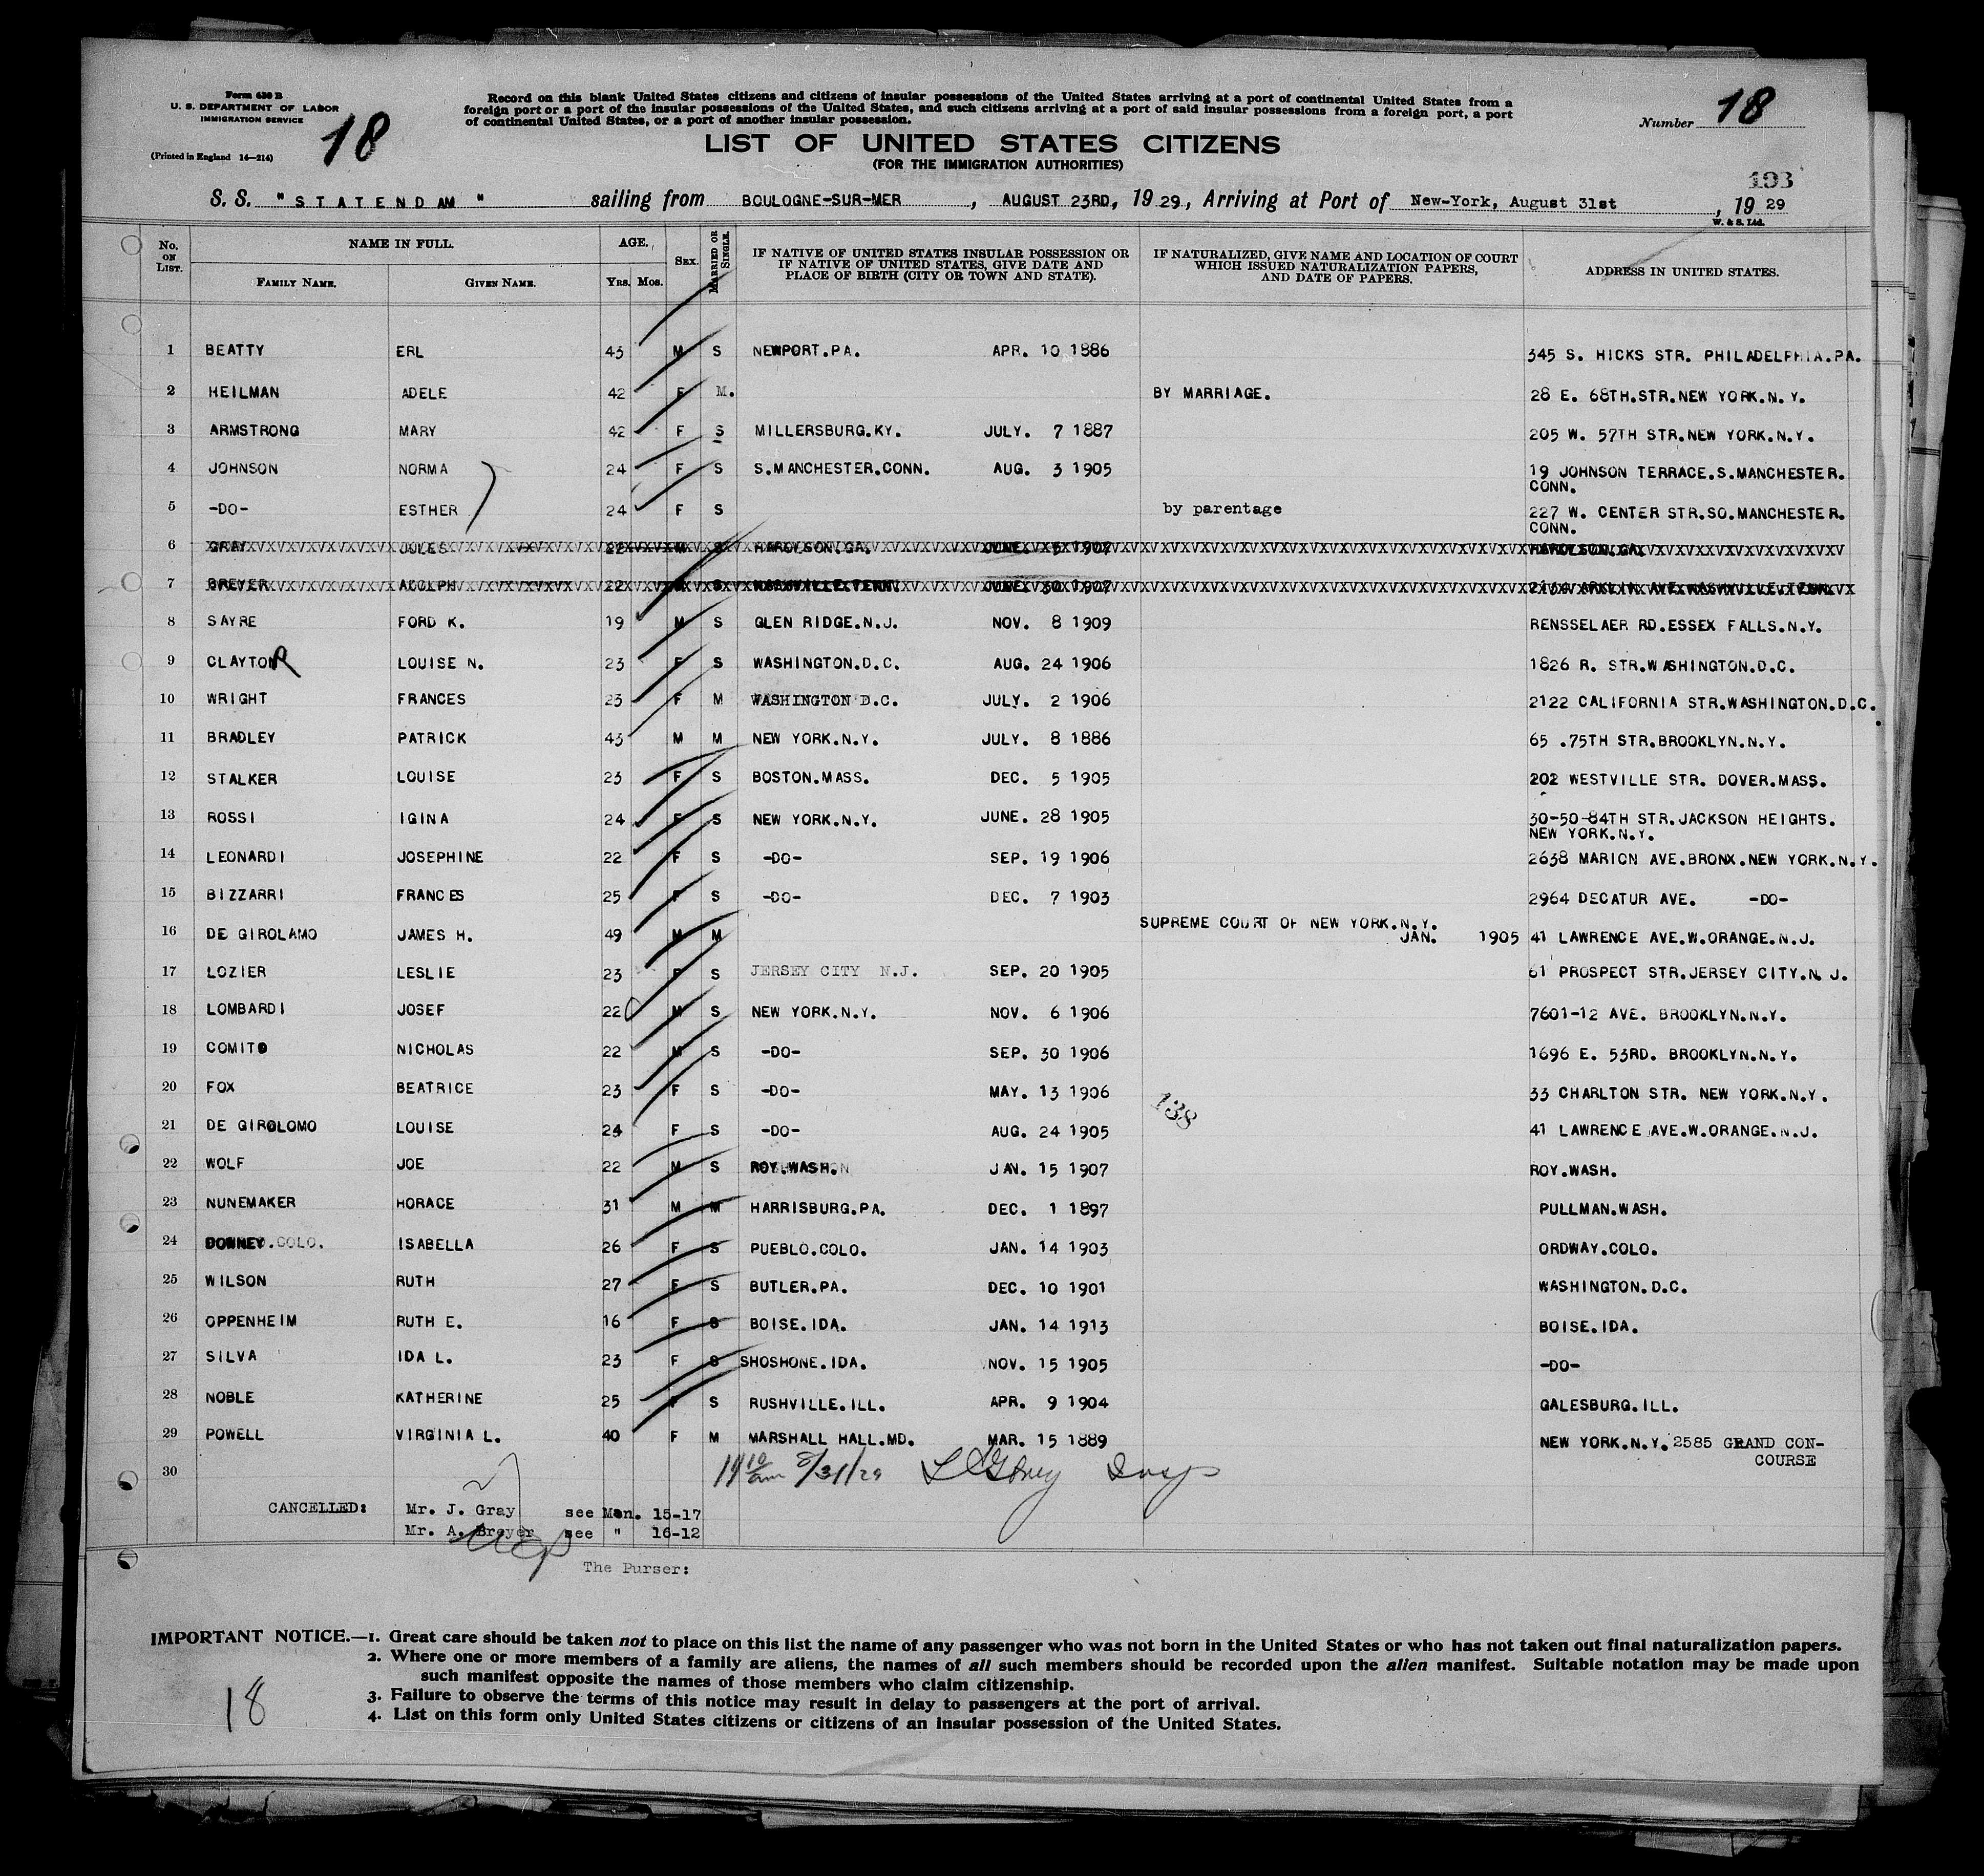 Form 630 B
U. S. DEPARTMENT OF LABOR
IMMIGRATION SERVICE
(Printed in England 14—214)
18
Record on this blank United States citizens and citizens of insular possessions of the United States arriving at a port of continental United States from a
foreign port or a port of the insular possessions of the United States, and such citizens arriving at a port of said insular possessions from a foreign port, a port
of continental United States, or a port of another insular possession.
Number 18
LIST OF UNITED STATES CITIZENS
(FOR THE IMMIGRATION AUTHORITIES)
193
S. S. "STATENDAM" sailing from BOULOGNE-SUR-MER, AUGUST 23RD, 19 29, Arriving at Port of New-York, August 31st, 19 29
W. & S. Ltd.
No. ON LIST. NAME IN FULL. FAMILY NAME. GIVEN NAME. AGE. Yrs. Mos. SEX. MARRIED OR SINGLE. IF NATIVE OF UNITED STATES INSULAR POSSESSION OR IF NATIVE OF UNITED STATES, GIVE DATE AND PLACE OF BIRTH (CITY OR TOWN AND STATE). IF NATURALIZED, GIVE NAME AND LOCATION OF COURT WHICH ISSUED NATURALIZATION PAPERS, AND DATE OF PAPERS. ADDRESS IN UNITED STATES.
1 BEATTY ERL 43 M S NEWPORT.PA. APR. 10 1886 345 S. HICKS STR. PHILADELPHIA.PA.
2 HEILMAN ADELE 42 F M. BY MARRIAGE. 28 E. 68TH.STR.NEW YORK.N.Y.
3 ARMSTRONG MARY 42 F S MILLERSBURG.KY. JULY. 7 1887 205 W. 57TH STR.NEW YORK.N.Y.
4 JOHNSON NORMA 24 F S S.MANCHESTER.CONN. AUG. 3 1905 19 JOHNSON TERRACE.S.MANCHESTER.
CONN.
5 -DO- ESTHER 24 F S by parentage 227 W. CENTER STR.SO.MANCHESTER.
CONN.
6 GRAY JULES 22 M S JUNE. 1907
7 BREYER ADOLPH 22 S NASHVILLE.TENN. JUNE. 30 1907 AVE.NASHVILLE.TENN.
8 SAYRE FORD K. 19 M S GLEN RIDGE.N.J. NOV. 8 1909 RENSSELAER RD.ESSEX FALLS.N.Y.
9 CLAYTON LOUISE N. 23 F S WASHINGTON.D.C. AUG. 24 1906 1826 R. STR.WASHINGTON.D.C.
10 WRIGHT FRANCES 23 F M WASHINGTON D.C. JULY. 2 1906 2122 CALIFORNIA STR.WASHINGTON.D.C.
11 BRADLEY PATRICK 43 M M NEW YORK.N.Y. JULY. 8 1886 65 .75TH STR.BROOKLYN.N.Y.
12 STALKER LOUISE 23 F S BOSTON.MASS. DEC. 5 1905 202 WESTVILLE STR. DOVER.MASS.
13 ROSSI IGINA 24 F S NEW YORK.N.Y. JUNE. 28 1905 30-50-84TH STR.JACKSON HEIGHTS.
NEW YORK.N.Y.
14 LEONARDI JOSEPHINE 22 F S -DO- SEP. 19 1906 2638 MARION AVE.BRONX.NEW YORK.N.Y.
15 BIZZARRI FRANCES 25 F S -DO- DEC. 7 1903 2964 DECATUR AVE. -DO-
SUPREME COURT OF NEW YORK.N.Y.
16 DE GIROLAMO JAMES H. 49 M M JAN. 1905 41 LAWRENCE AVE.W.ORANGE.N.J.
17 LOZIER LESLIE 23 F S JERSEY CITY N.J. SEP. 20 1905 61 PROSPECT STR.JERSEY CITY.N J.
18 LOMBARDI JOSEF 22 M S NEW YORK.N.Y. NOV. 6 1906 7601-12 AVE. BROOKLYN.N.Y.
19 COMITO NICHOLAS 22 M S -DO- SEP. 30 1906 1696 E. 53RD. BROOKLYN.N.Y.
20 FOX BEATRICE 23 F S -DO- MAY. 13 1906 33 CHARLTON STR. NEW YORK.N.Y.
138
21 DE GIROLOMO LOUISE 24 F S -DO- AUG. 24 1905 41 LAWRENCE AVE.W.ORANGE.N.J.
22 WOLF JOE 22 M S ROY.WASH. JAN. 15 1907 ROY.WASH.
23 NUNEMAKER HORACE 31 M M HARRISBURG.PA. DEC. 1 1897 PULLMAN.WASH.
24 DOWNEY.COLO. ISABELLA 26 F S PUEBLO.COLO. JAN. 14 1903 ORDWAY.COLO.
25 WILSON RUTH 27 F S BUTLER.PA. DEC. 10 1901 WASHINGTON.D.C.
26 OPPENHEIM RUTH E. 16 F S BOISE.IDA. JAN. 14 1913 BOISE.IDA.
27 SILVA IDA L. 23 F S SHOSHONE.IDA. NOV. 15 1905 -DO-
28 NOBLE KATHERINE 25 F S RUSHVILLE.ILL. APR. 9 1904 GALESBURG.ILL.
29 POWELL VIRGINIA L. 40 F M MARSHALL HALL.MD. MAR. 15 1889 NEW YORK.N.Y. 2585 GRAND CON-
COURSE
30 8/31/29
CANCELLED: Mr. J. Gray see Man. 15-17
Mr. A. Breyer see " 16-12
The Purser:
IMPORTANT NOTICE.—1. Great care should be taken not to place on this list the name of any passenger who was not born in the United States or who has not taken out final naturalization papers.
2. Where one or more members of a family are aliens, the names of all such members should be recorded upon the alien manifest. Suitable notation may be made upon
such manifest opposite the names of those members who claim citizenship.
3. Failure to observe the terms of this notice may result in delay to passengers at the port of arrival.
4. List on this form only United States citizens or citizens of an insular possession of the United States.
18